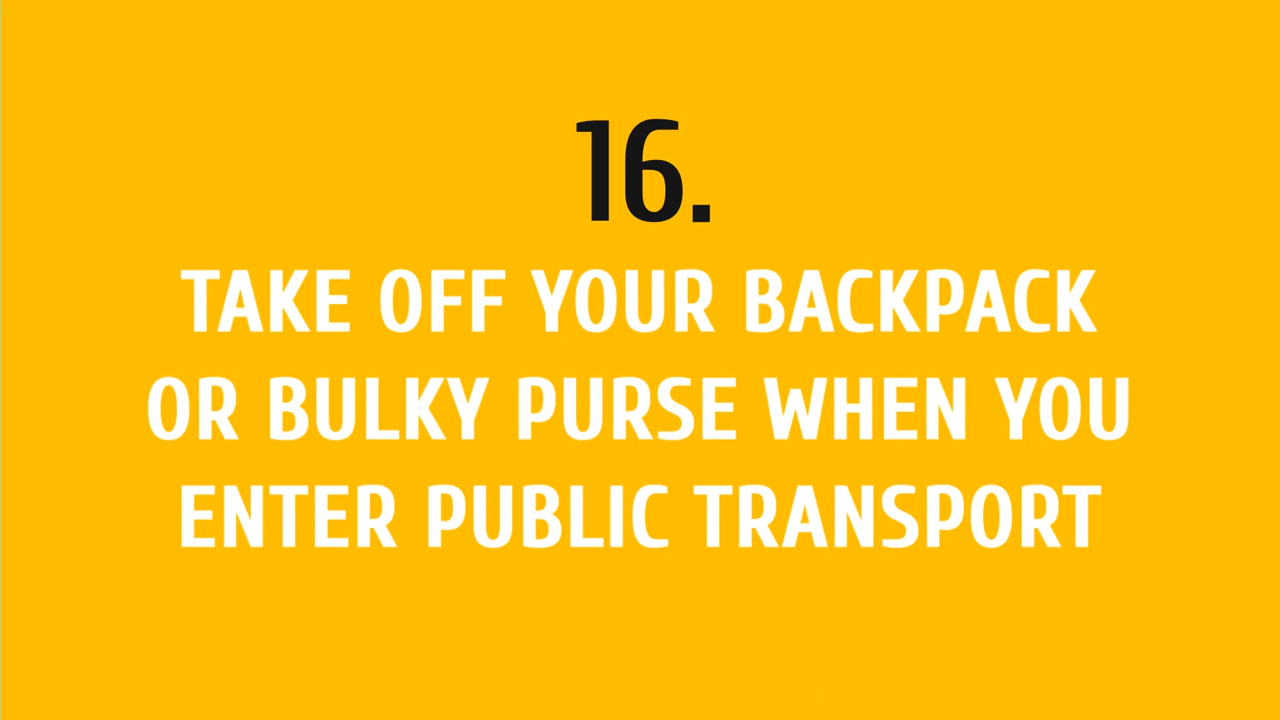 16.
TAKE OFF YOUR BACKPACK
OR BULKY PURSE WHEN YOU
ENTER PUBLIC TRANSPORT